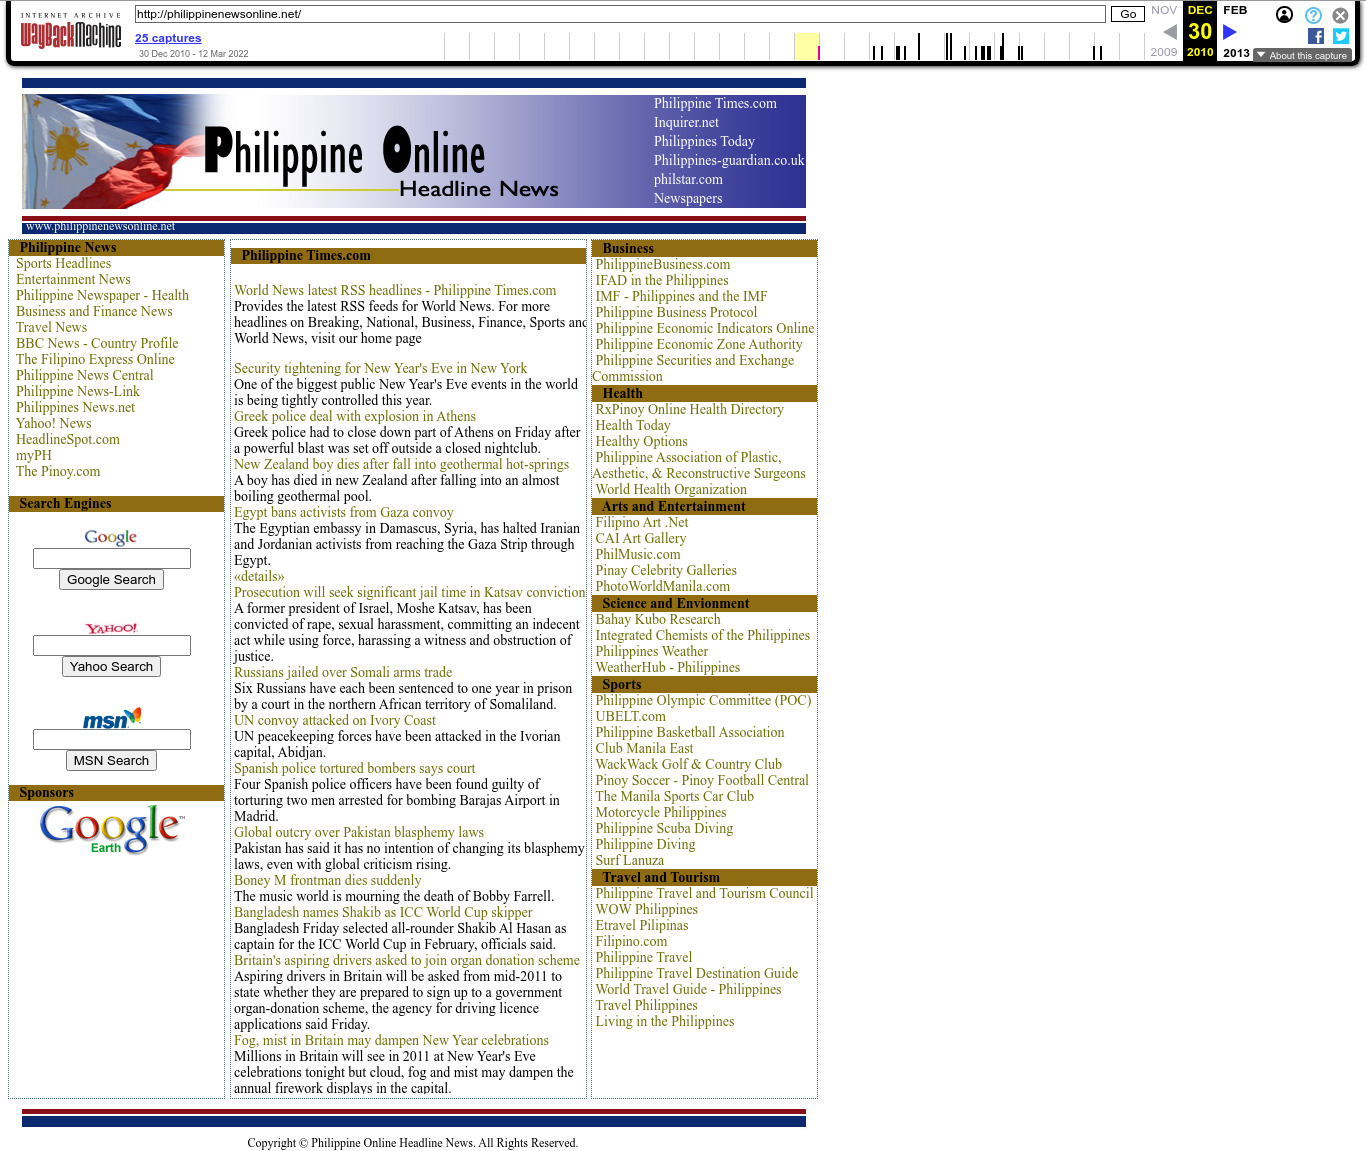 INTERNET ARCHIVE
WayBackMachine
http://philippinenewsonline.net/
Go
NOV
DEC
FEB
25 captures
30
30 Dec 2010 - 12 Mar 2022
2009
2010
2013
About this capture
Philippine Times.com
Inquirer.net
Philippines Today
Philippines-guardian.co.uk
philstar.com
Newspapers
Philippine Online
Headline News
www.philippinenewsonline.net
Philippine News
Sports Headlines
Entertainment News
Philippine Newspaper - Health
Business and Finance News
Travel News
BBC News - Country Profile
The Filipino Express Online
Philippine News Central
Philippine News-Link
Philippines News.net
Yahoo! News
HeadlineSpot.com
myPH
The Pinoy.com
Search Engines
Google
Google Search
YAHOO!
Yahoo Search
msn
MSN Search
Sponsors
Google™
Earth
Philippine Times.com
World News latest RSS headlines - Philippine Times.com
Provides the latest RSS feeds for World News. For more
headlines on Breaking, National, Business, Finance, Sports and
World News, visit our home page
Security tightening for New Year's Eve in New York
One of the biggest public New Year's Eve events in the world
is being tightly controlled this year.
Greek police deal with explosion in Athens
Greek police had to close down part of Athens on Friday after
a powerful blast was set off outside a closed nightclub.
New Zealand boy dies after fall into geothermal hot-springs
A boy has died in new Zealand after falling into an almost
boiling geothermal pool.
Egypt bans activists from Gaza convoy
The Egyptian embassy in Damascus, Syria, has halted Iranian
and Jordanian activists from reaching the Gaza Strip through
Egypt.
«details»
Prosecution will seek significant jail time in Katsav conviction
A former president of Israel, Moshe Katsav, has been
convicted of rape, sexual harassment, committing an indecent
act while using force, harassing a witness and obstruction of
justice.
Russians jailed over Somali arms trade
Six Russians have each been sentenced to one year in prison
by a court in the northern African territory of Somaliland.
UN convoy attacked on Ivory Coast
UN peacekeeping forces have been attacked in the Ivorian
capital, Abidjan.
Spanish police tortured bombers says court
Four Spanish police officers have been found guilty of
torturing two men arrested for bombing Barajas Airport in
Madrid.
Global outcry over Pakistan blasphemy laws
Pakistan has said it has no intention of changing its blasphemy
laws, even with global criticism rising.
Boney M frontman dies suddenly
The music world is mourning the death of Bobby Farrell.
Bangladesh names Shakib as ICC World Cup skipper
Bangladesh Friday selected all-rounder Shakib Al Hasan as
captain for the ICC World Cup in February, officials said.
Britain's aspiring drivers asked to join organ donation scheme
Aspiring drivers in Britain will be asked from mid-2011 to
state whether they are prepared to sign up to a government
organ-donation scheme, the agency for driving licence
applications said Friday.
Fog, mist in Britain may dampen New Year celebrations
Millions in Britain will see in 2011 at New Year's Eve
celebrations tonight but cloud, fog and mist may dampen the
annual firework displays in the capital.
Business
PhilippineBusiness.com
IFAD in the Philippines
IMF - Philippines and the IMF
Philippine Business Protocol
Philippine Economic Indicators Online
Philippine Economic Zone Authority
Philippine Securities and Exchange
Commission
Health
RxPinoy Online Health Directory
Health Today
Healthy Options
Philippine Association of Plastic,
Aesthetic, & Reconstructive Surgeons
World Health Organization
Arts and Entertainment
Filipino Art .Net
CAI Art Gallery
PhilMusic.com
Pinay Celebrity Galleries
PhotoWorldManila.com
Science and Envionment
Bahay Kubo Research
Integrated Chemists of the Philippines
Philippines Weather
WeatherHub - Philippines
Sports
Philippine Olympic Committee (POC)
UBELT.com
Philippine Basketball Association
Club Manila East
WackWack Golf & Country Club
Pinoy Soccer - Pinoy Football Central
The Manila Sports Car Club
Motorcycle Philippines
Philippine Scuba Diving
Philippine Diving
Surf Lanuza
Travel and Tourism
Philippine Travel and Tourism Council
WOW Philippines
Etravel Pilipinas
Filipino.com
Philippine Travel
Philippine Travel Destination Guide
World Travel Guide - Philippines
Travel Philippines
Living in the Philippines
Copyright © Philippine Online Headline News. All Rights Reserved.